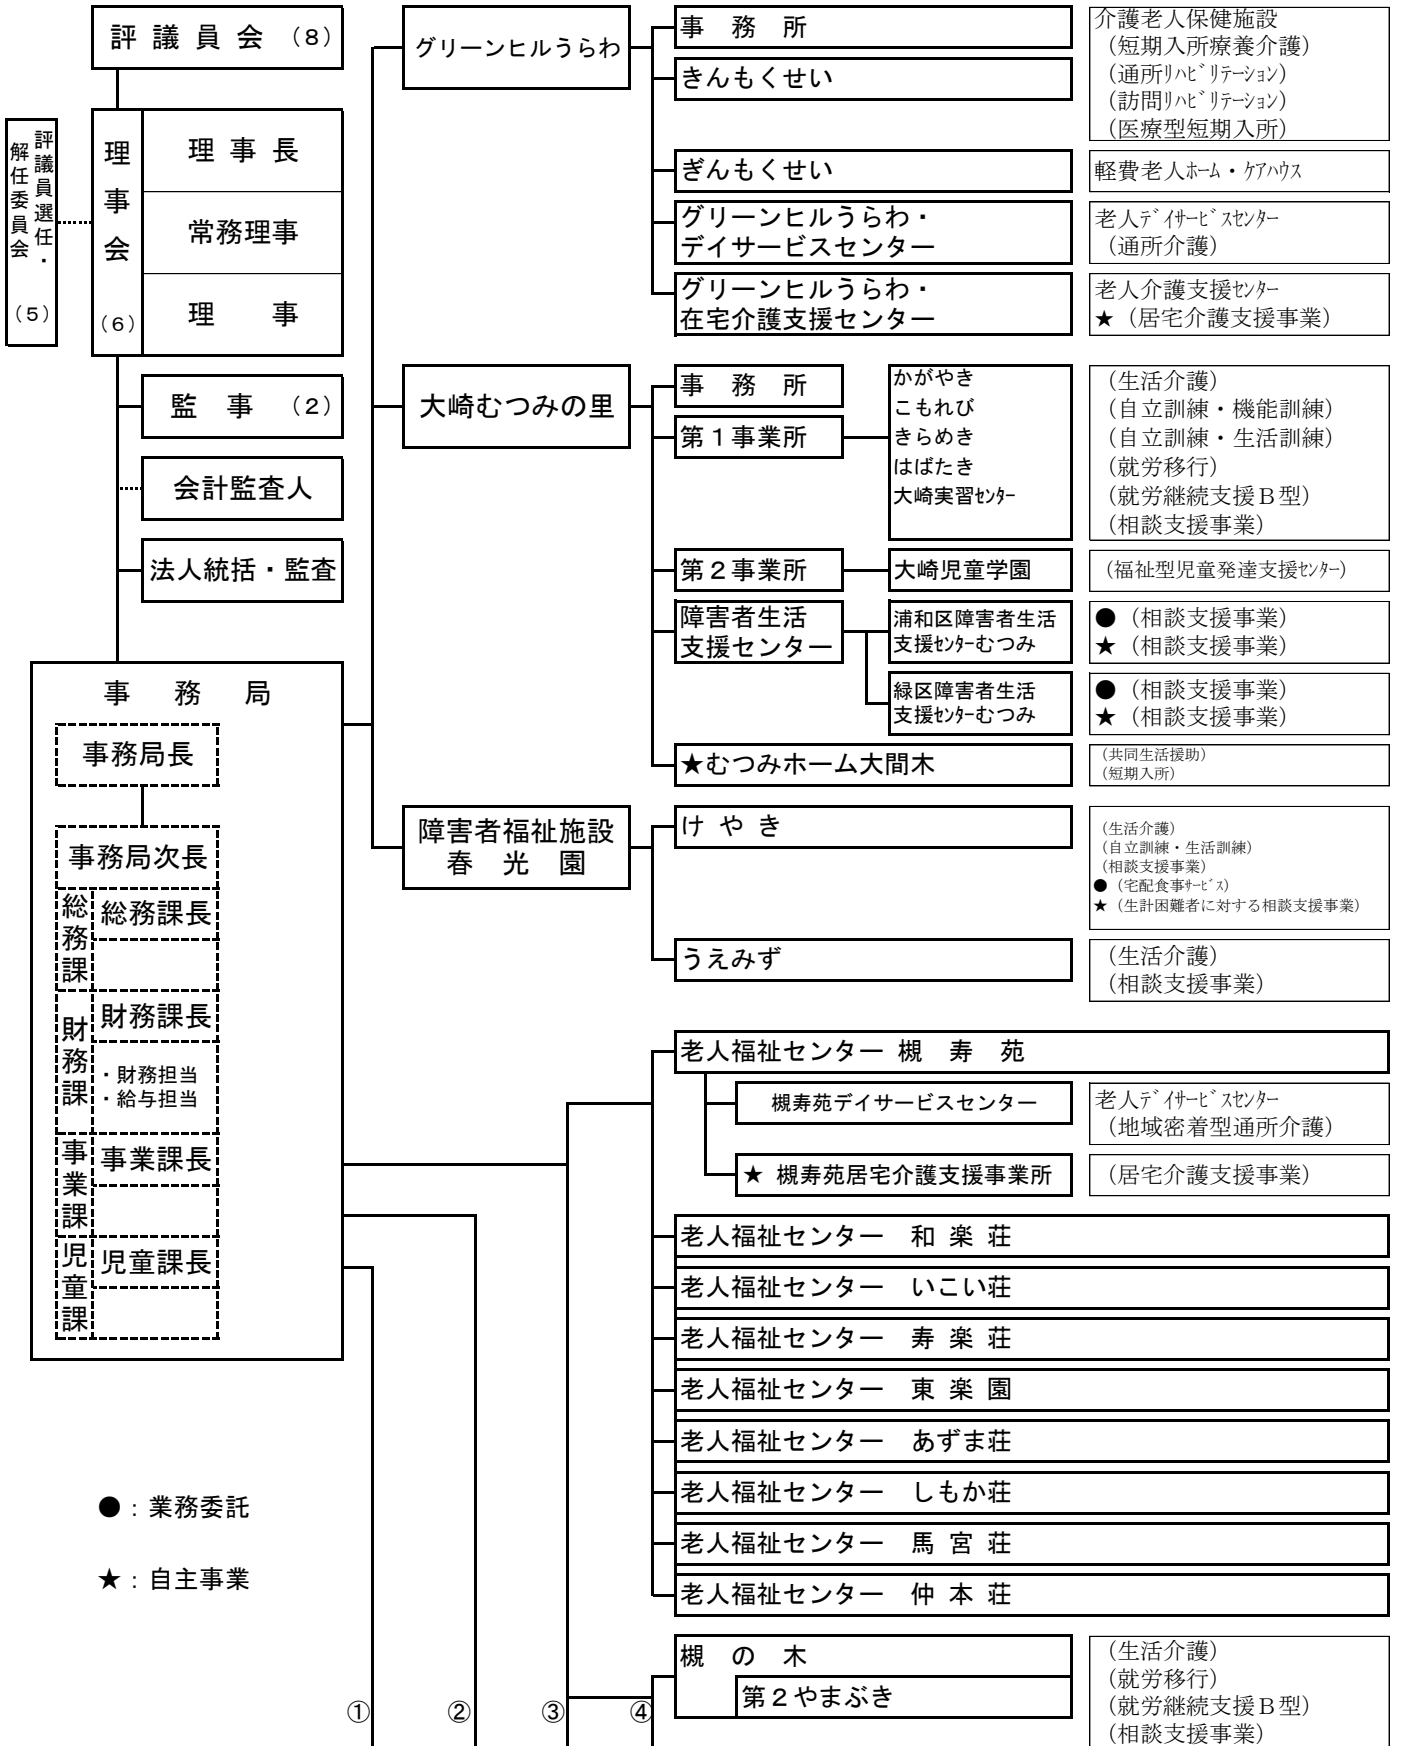 評議員会（8）
評議員選任・
解任委員会
（5）
理事会
（6）
理事長
常務理事
理　事
監　事　（2）
会計監査人
法人統括・監査
事　務　局
事務局長
事務局次長
総務課
総務課長
財務課
財務課長
・財務担当
・給与担当
事業課
事業課長
児童課
児童課長
●：業務委託
★：自主事業
グリーンヒルうらわ
事　務　所
きんもくせい
介護老人保健施設
（短期入所療養介護）
（通所ﾘﾊﾋﾞﾘﾃｰｼｮﾝ）
（訪問ﾘﾊﾋﾞﾘﾃｰｼｮﾝ）
（医療型短期入所）
ぎんもくせい
軽費老人ﾎｰﾑ・ｹｱﾊｳｽ
グリーンヒルうらわ・
デイサービスセンター
老人ﾃﾞｲｻｰﾋﾞｽｾﾝﾀｰ
（通所介護）
グリーンヒルうらわ・
在宅介護支援センター
老人介護支援ｾﾝﾀｰ
★（居宅介護支援事業）
大崎むつみの里
事　務　所
第１事業所
かがやき
こもれび
きらめき
はばたき
大崎実習ｾﾝﾀｰ
（生活介護）
（自立訓練・機能訓練）
（自立訓練・生活訓練）
（就労移行）
（就労継続支援Ｂ型）
（相談支援事業）
第２事業所
大崎児童学園
（福祉型児童発達支援ｾﾝﾀｰ）
障害者生活
支援センター
浦和区障害者生活
支援ｾﾝﾀｰむつみ
●（相談支援事業）
★（相談支援事業）
緑区障害者生活
支援ｾﾝﾀｰむつみ
●（相談支援事業）
★（相談支援事業）
★むつみホーム大間木
（共同生活援助）
（短期入所）
障害者福祉施設
春　光　園
けやき
（生活介護）
（自立訓練・生活訓練）
（相談支援事業）
●（宅配食事ｻｰﾋﾞｽ）
★（生計困難者に対する相談支援事業）
うえみず
（生活介護）
（相談支援事業）
老人福祉センター 槻　寿　苑
槻寿苑デイサービスセンター
老人ﾃﾞｲｻｰﾋﾞｽｾﾝﾀｰ
（地域密着型通所介護）
★ 槻寿苑居宅介護支援事業所
（居宅介護支援事業）
老人福祉センター　和 楽 荘
老人福祉センター　いこい荘
老人福祉センター　寿 楽 荘
老人福祉センター　東 楽 園
老人福祉センター　あずま荘
老人福祉センター　しもか荘
老人福祉センター　馬 宮 荘
老人福祉センター　仲 本 荘
槻　の　木
第２やまぶき
（生活介護）
（就労移行）
（就労継続支援Ｂ型）
（相談支援事業）
①
②
③
④